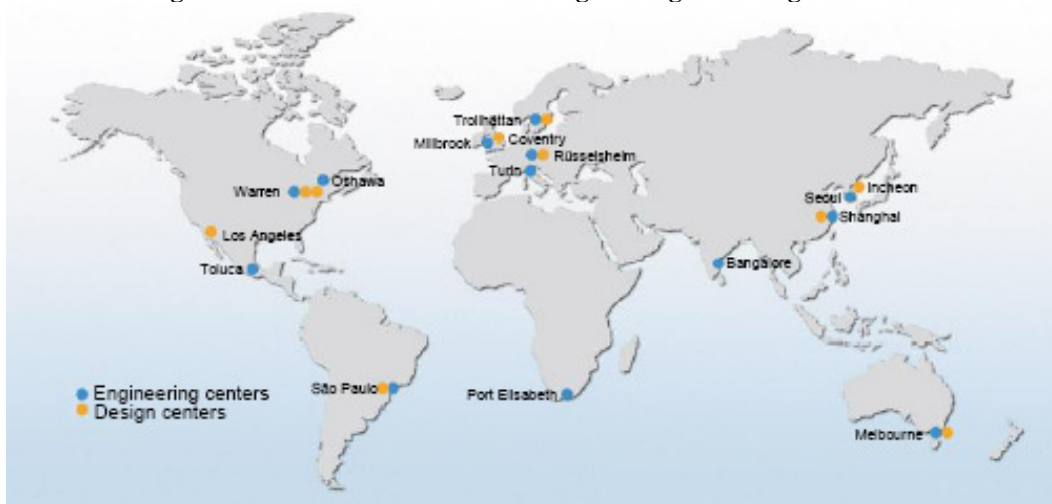 Trollhättan
Millbrook
Coventry
Rüsselsheim
Turin
Oshawa
Warren
Incheon
Seoul
Shanghai
Los Angeles
Bangalore
Toluca
São Paulo
Port Elisabeth
Engineering centers
Design centers
Melbourne